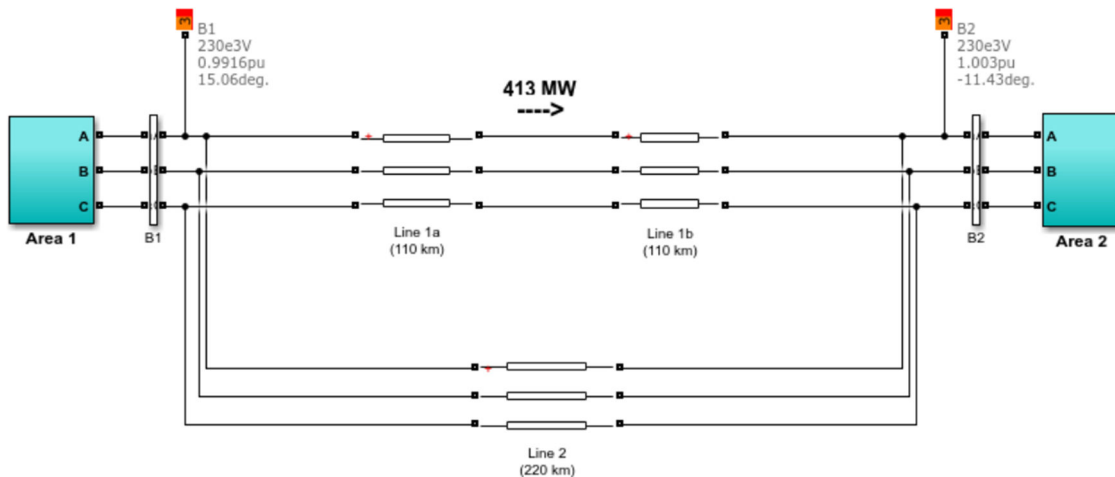 B1
230e3V
0.9916pu
15.06deg.
B2
230e3V
1.003pu
-11.43deg.
413 MW
---->
A
B
C
Area 1
B1
Line 1a
(110 km)
Line 1b
(110 km)
B2
A
B
C
Area 2
Line 2
(220 km)